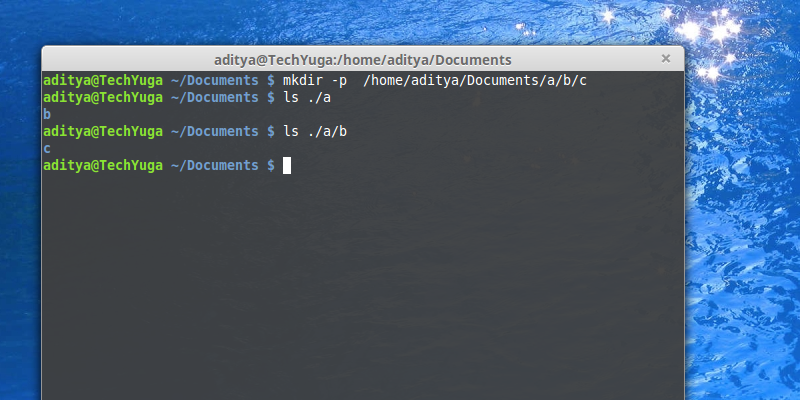 aditya@TechYuga:/home/aditya/Documents ×
aditya@TechYuga ~/Documents $ mkdir -p  /home/aditya/Documents/a/b/c
aditya@TechYuga ~/Documents $ ls ./a
b
aditya@TechYuga ~/Documents $ ls ./a/b
c
aditya@TechYuga ~/Documents $